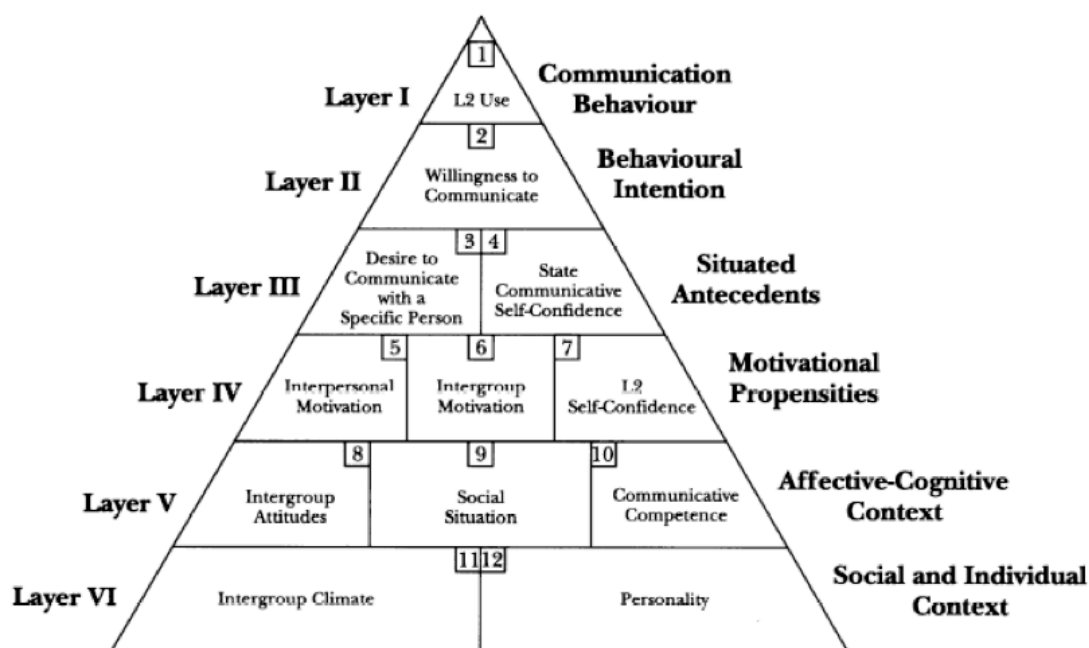 1
Layer I
L2 Use
Communication
Behaviour
2
Layer II
Willingness to
Communicate
Behavioural
Intention
3
4
Layer III
Desire to
Communicate
with a
Specific Person
State
Communicative
Self-Confidence
Situated
Antecedents
5
6
7
Layer IV
Interpersonal
Motivation
Intergroup
Motivation
L2
Self-Confidence
Motivational
Propensities
8
9
10
Layer V
Intergroup
Attitudes
Social
Situation
Communicative
Competence
Affective-Cognitive
Context
11
12
Layer VI
Intergroup Climate
Personality
Social and Individual
Context